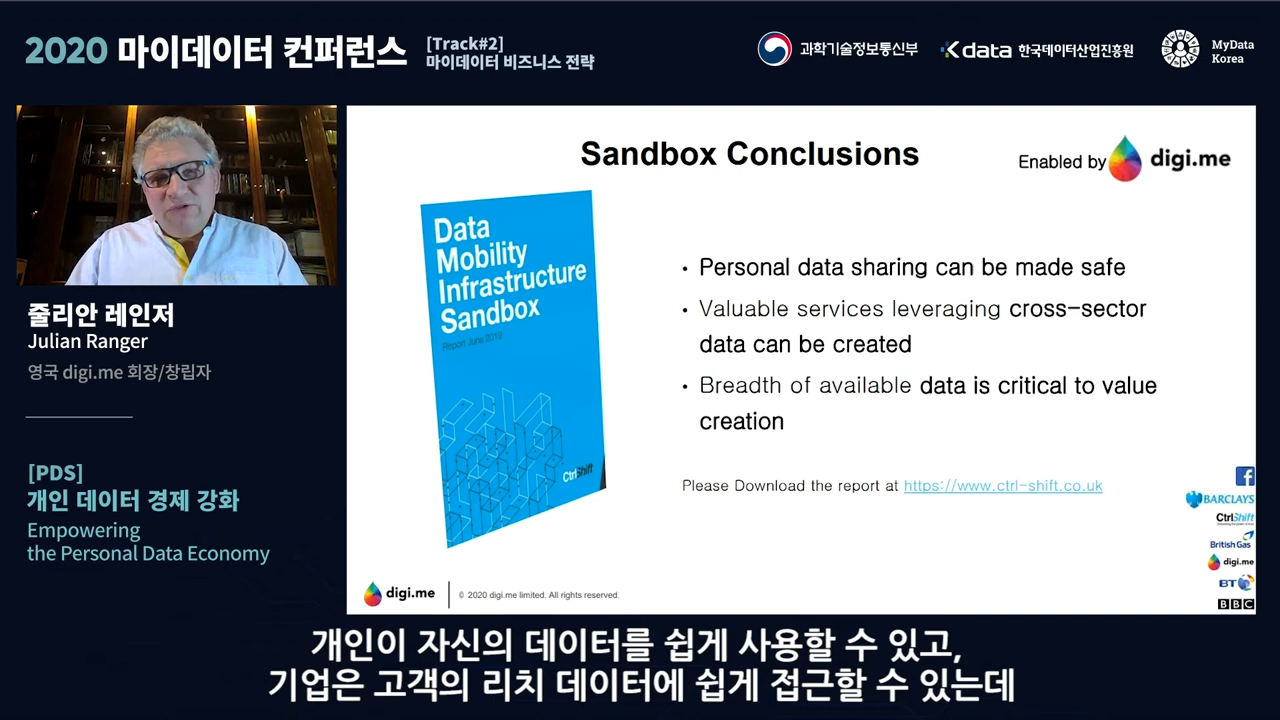 2020 마이데이터 컨퍼런스
[Track#2]
마이데이터 비즈니스 전략
과학기술정보통신부
Kdata 한국데이터산업진흥원
MyData
Korea
줄리안 레인저
Julian Ranger
영국 digi.me 회장/창립자
[PDS]
개인 데이터 경제 강화
Empowering
the Personal Data Economy
Sandbox Conclusions
Enabled by digi.me
Data
Mobility
Infrastructure
Sandbox
Report June 2019
CtrlShift
• Personal data sharing can be made safe
• Valuable services leveraging cross-sector
data can be created
• Breadth of available data is critical to value
creation
Please Download the report at https://www.ctrl-shift.co.uk
BARCLAYS
CtrlShift
British Gas
digi.me
BT
BBC
digi.me
© 2020 digi.me limited. All rights reserved.
개인이 자신의 데이터를 쉽게 사용할 수 있고,
기업은 고객의 리치 데이터에 쉽게 접근할 수 있는데